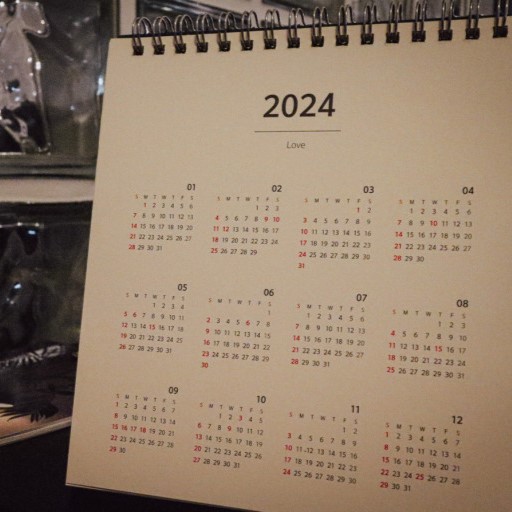 2024
Love
01
S M T W T F S
1 2 3 4 5 6
7 8 9 10 11 12 13
14 15 16 17 18 19 20
21 22 23 24 25 26 27
28 29 30 31
02
S M T W T F S
1 2 3
4 5 6 7 8 9 10
11 12 13 14 15 16 17
18 19 20 21 22 23 24
25 26 27 28 29
03
S M T W T F S
1 2
3 4 5 6 7 8 9
10 11 12 13 14 15 16
17 18 19 20 21 22 23
24 25 26 27 28 29 30
31
04
S M T W T F S
1 2 3 4 5 6
7 8 9 10 11 12 13
14 15 16 17 18 19 20
21 22 23 24 25 26 27
28 29 30
05
S M T W T F S
1 2 3 4
5 6 7 8 9 10 11
12 13 14 15 16 17 18
19 20 21 22 23 24 25
26 27 28 29 30 31
06
S M T W T F S
1
2 3 4 5 6 7 8
9 10 11 12 13 14 15
16 17 18 19 20 21 22
23 24 25 26 27 28 29
30
07
S M T W T F S
1 2 3 4 5 6
7 8 9 10 11 12 13
14 15 16 17 18 19 20
21 22 23 24 25 26 27
28 29 30 31
08
S M T W T F S
1 2 3
4 5 6 7 8 9 10
11 12 13 14 15 16 17
18 19 20 21 22 23 24
25 26 27 28 29 30 31
09
S M T W T F S
1 2 3 4 5 6 7
8 9 10 11 12 13 14
15 16 17 18 19 20 21
22 23 24 25 26 27 28
29 30
10
S M T W T F S
1 2 3 4 5
6 7 8 9 10 11 12
13 14 15 16 17 18 19
20 21 22 23 24 25 26
27 28 29 30 31
11
S M T W T F S
1 2
3 4 5 6 7 8 9
10 11 12 13 14 15 16
17 18 19 20 21 22 23
24 25 26 27 28 29 30
12
S M T W T F S
1 2 3 4 5 6 7
8 9 10 11 12 13 14
15 16 17 18 19 20 21
22 23 24 25 26 27 28
29 30 31